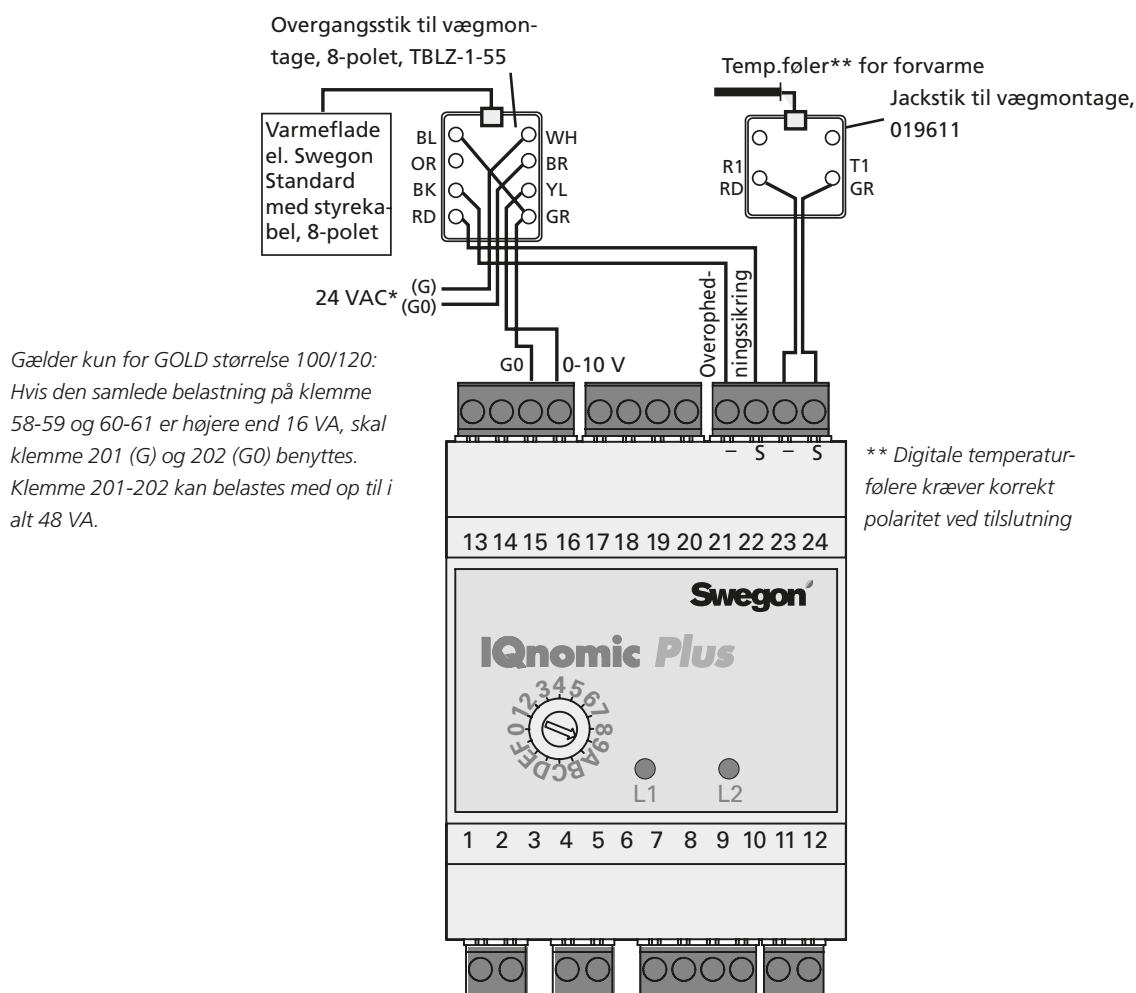 Overgangsstik til vægmon-
tage, 8-polet, TBLZ-1-55
Temp.føler** for forvarme
Jackstik til vægmontage,
019611
Varmeflade
el. Swegon
Standard
med styreka-
bel, 8-polet
BL WH
OR BR
BK YL
RD GR
R1 T1
RD GR
24 VAC* (G)
(G0)
Overophed-
ningssikring
G0 0-10 V
Gælder kun for GOLD størrelse 100/120:
Hvis den samlede belastning på klemme
58-59 og 60-61 er højere end 16 VA, skal
klemme 201 (G) og 202 (G0) benyttes.
Klemme 201-202 kan belastes med op til i
alt 48 VA.
– S – S
** Digitale temperatur-
følere kræver korrekt
polaritet ved tilslutning
13 14 15 16 17 18 19 20 21 22 23 24
Swegon
IQnomic Plus
0 1 2 3 4 5 6 7 8 9 A B C D E F
L1 L2
1 2 3 4 5 6 7 8 9 10 11 12